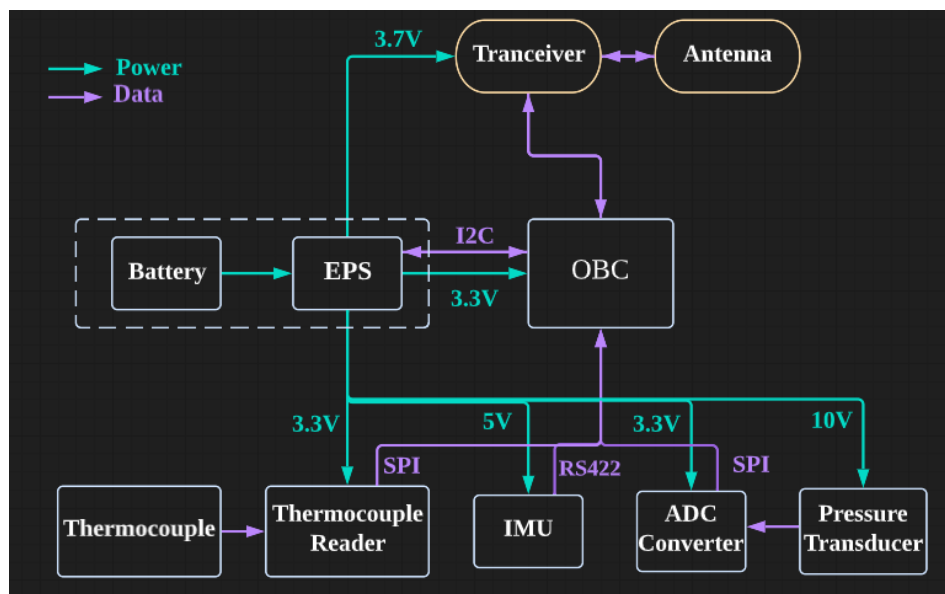 3.7V
Tranceiver
Antenna
Power
Data
Battery
EPS
I2C
3.3V
OBC
3.3V
5V
3.3V
10V
SPI
RS422
SPI
Thermocouple
Thermocouple
Reader
IMU
ADC
Converter
Pressure
Transducer